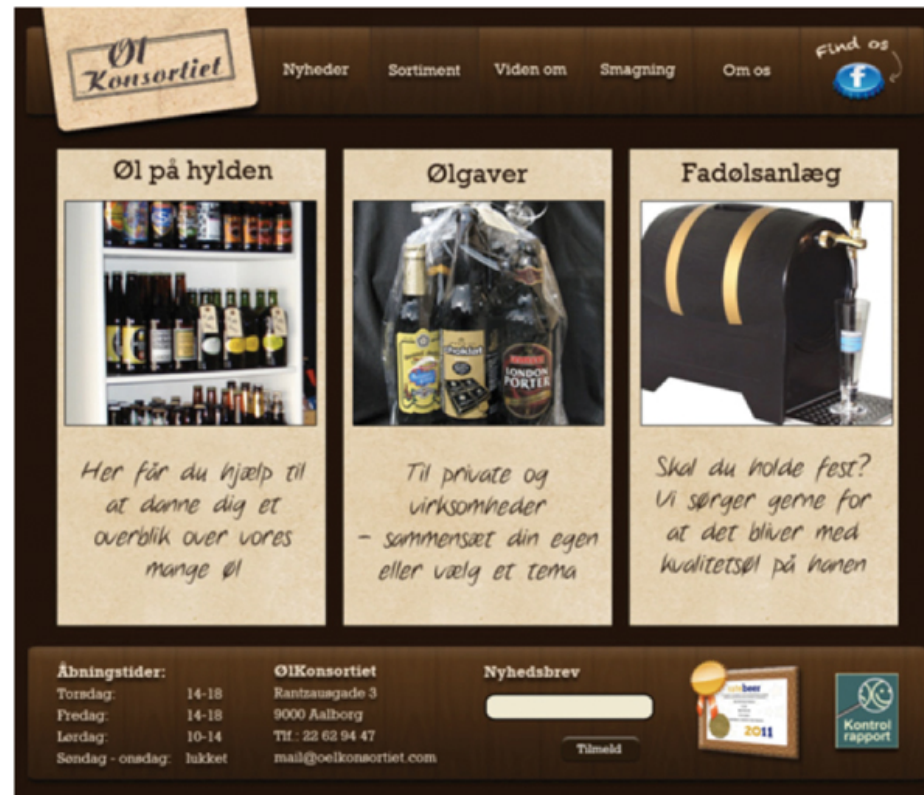 Øl
Konsortiet
Nyheder
Sortiment
Viden om
Smagning
Om os
Find os
f
Øl på hylden
Ølgaver
Fadølsanlæg
chokolat
LONDON
PORTER
Her får du hjælp til
at danne dig et
overblik over vores
mange øl
Til private og
virksomheder
- sammensæt din egen
eller vælg et tema
Skal du holde fest?
Vi sørger gerne for
at det bliver med
kvalitetsøl på hanen
Åbningstider:
Torsdag: 14-18
Fredag: 14-18
Lørdag: 10-14
Søndag - onsdag: lukket
ØlKonsortiet
Rantzausgade 3
9000 Aalborg
Tlf.: 22 62 94 47
mail@oelkonsortiet.com
Nyhedsbrev
Tilmeld
2011
Kontrol
rapport